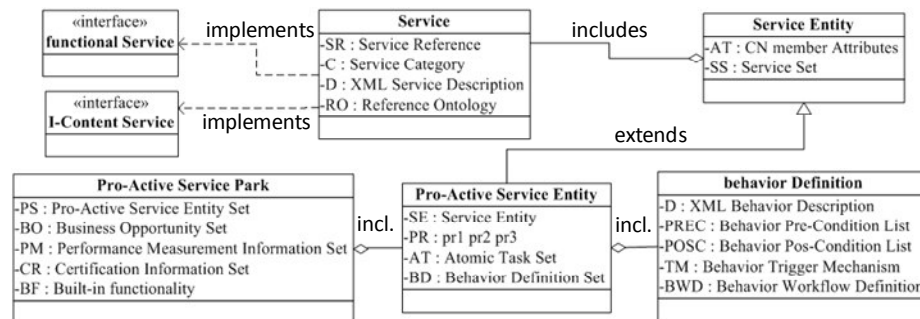 «interface»
functional Service
implements
Service
-SR : Service Reference
-C : Service Category
-D : XML Service Description
-RO : Reference Ontology
includes
Service Entity
-AT : CN member Attributes
-SS : Service Set
«interface»
I-Content Service
implements
extends
Pro-Active Service Park
-PS : Pro-Active Service Entity Set
-BO : Business Opportunity Set
-PM : Performance Measurement Information Set
-CR : Certification Information Set
-BF : Built-in functionality
incl.
Pro-Active Service Entity
-SE : Service Entity
-PR : pr1 pr2 pr3
-AT : Atomic Task Set
-BD : Behavior Definition Set
incl.
behavior Definition
-D : XML Behavior Description
-PREC : Behavior Pre-Condition List
-POSC : Behavior Pos-Condition List
-TM : Behavior Trigger Mechanism
-BWD : Behavior Workflow Definition